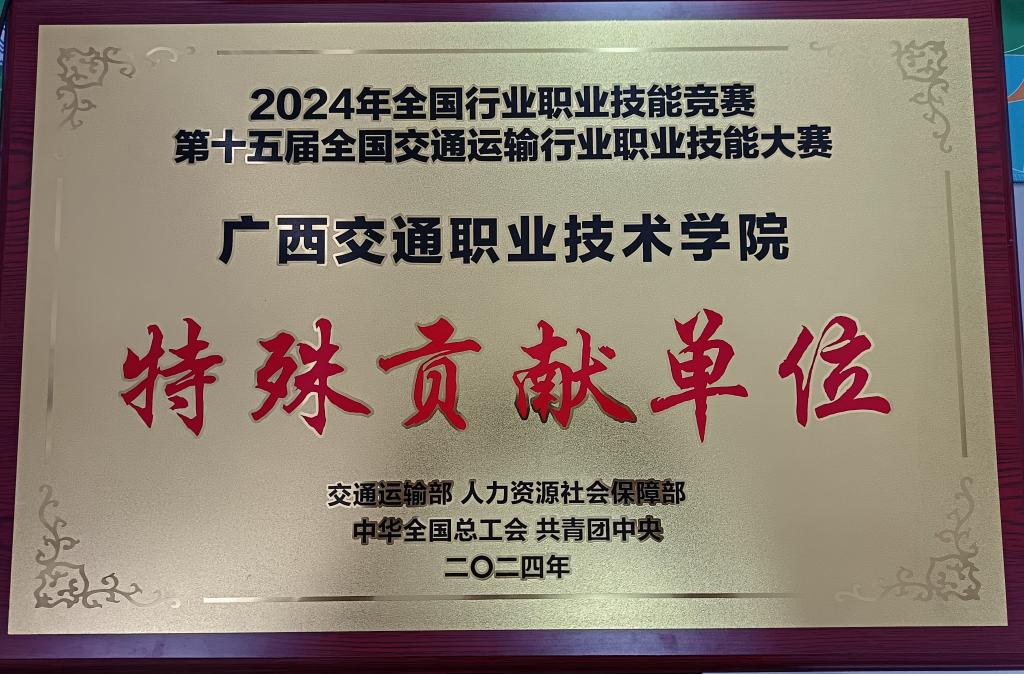 2024年全国行业职业技能竞赛
第十五届全国交通运输行业职业技能大赛
广西交通职业技术学院
特殊贡献单位
交通运输部 人力资源社会保障部
中华全国总工会 共青团中央
二〇二四年